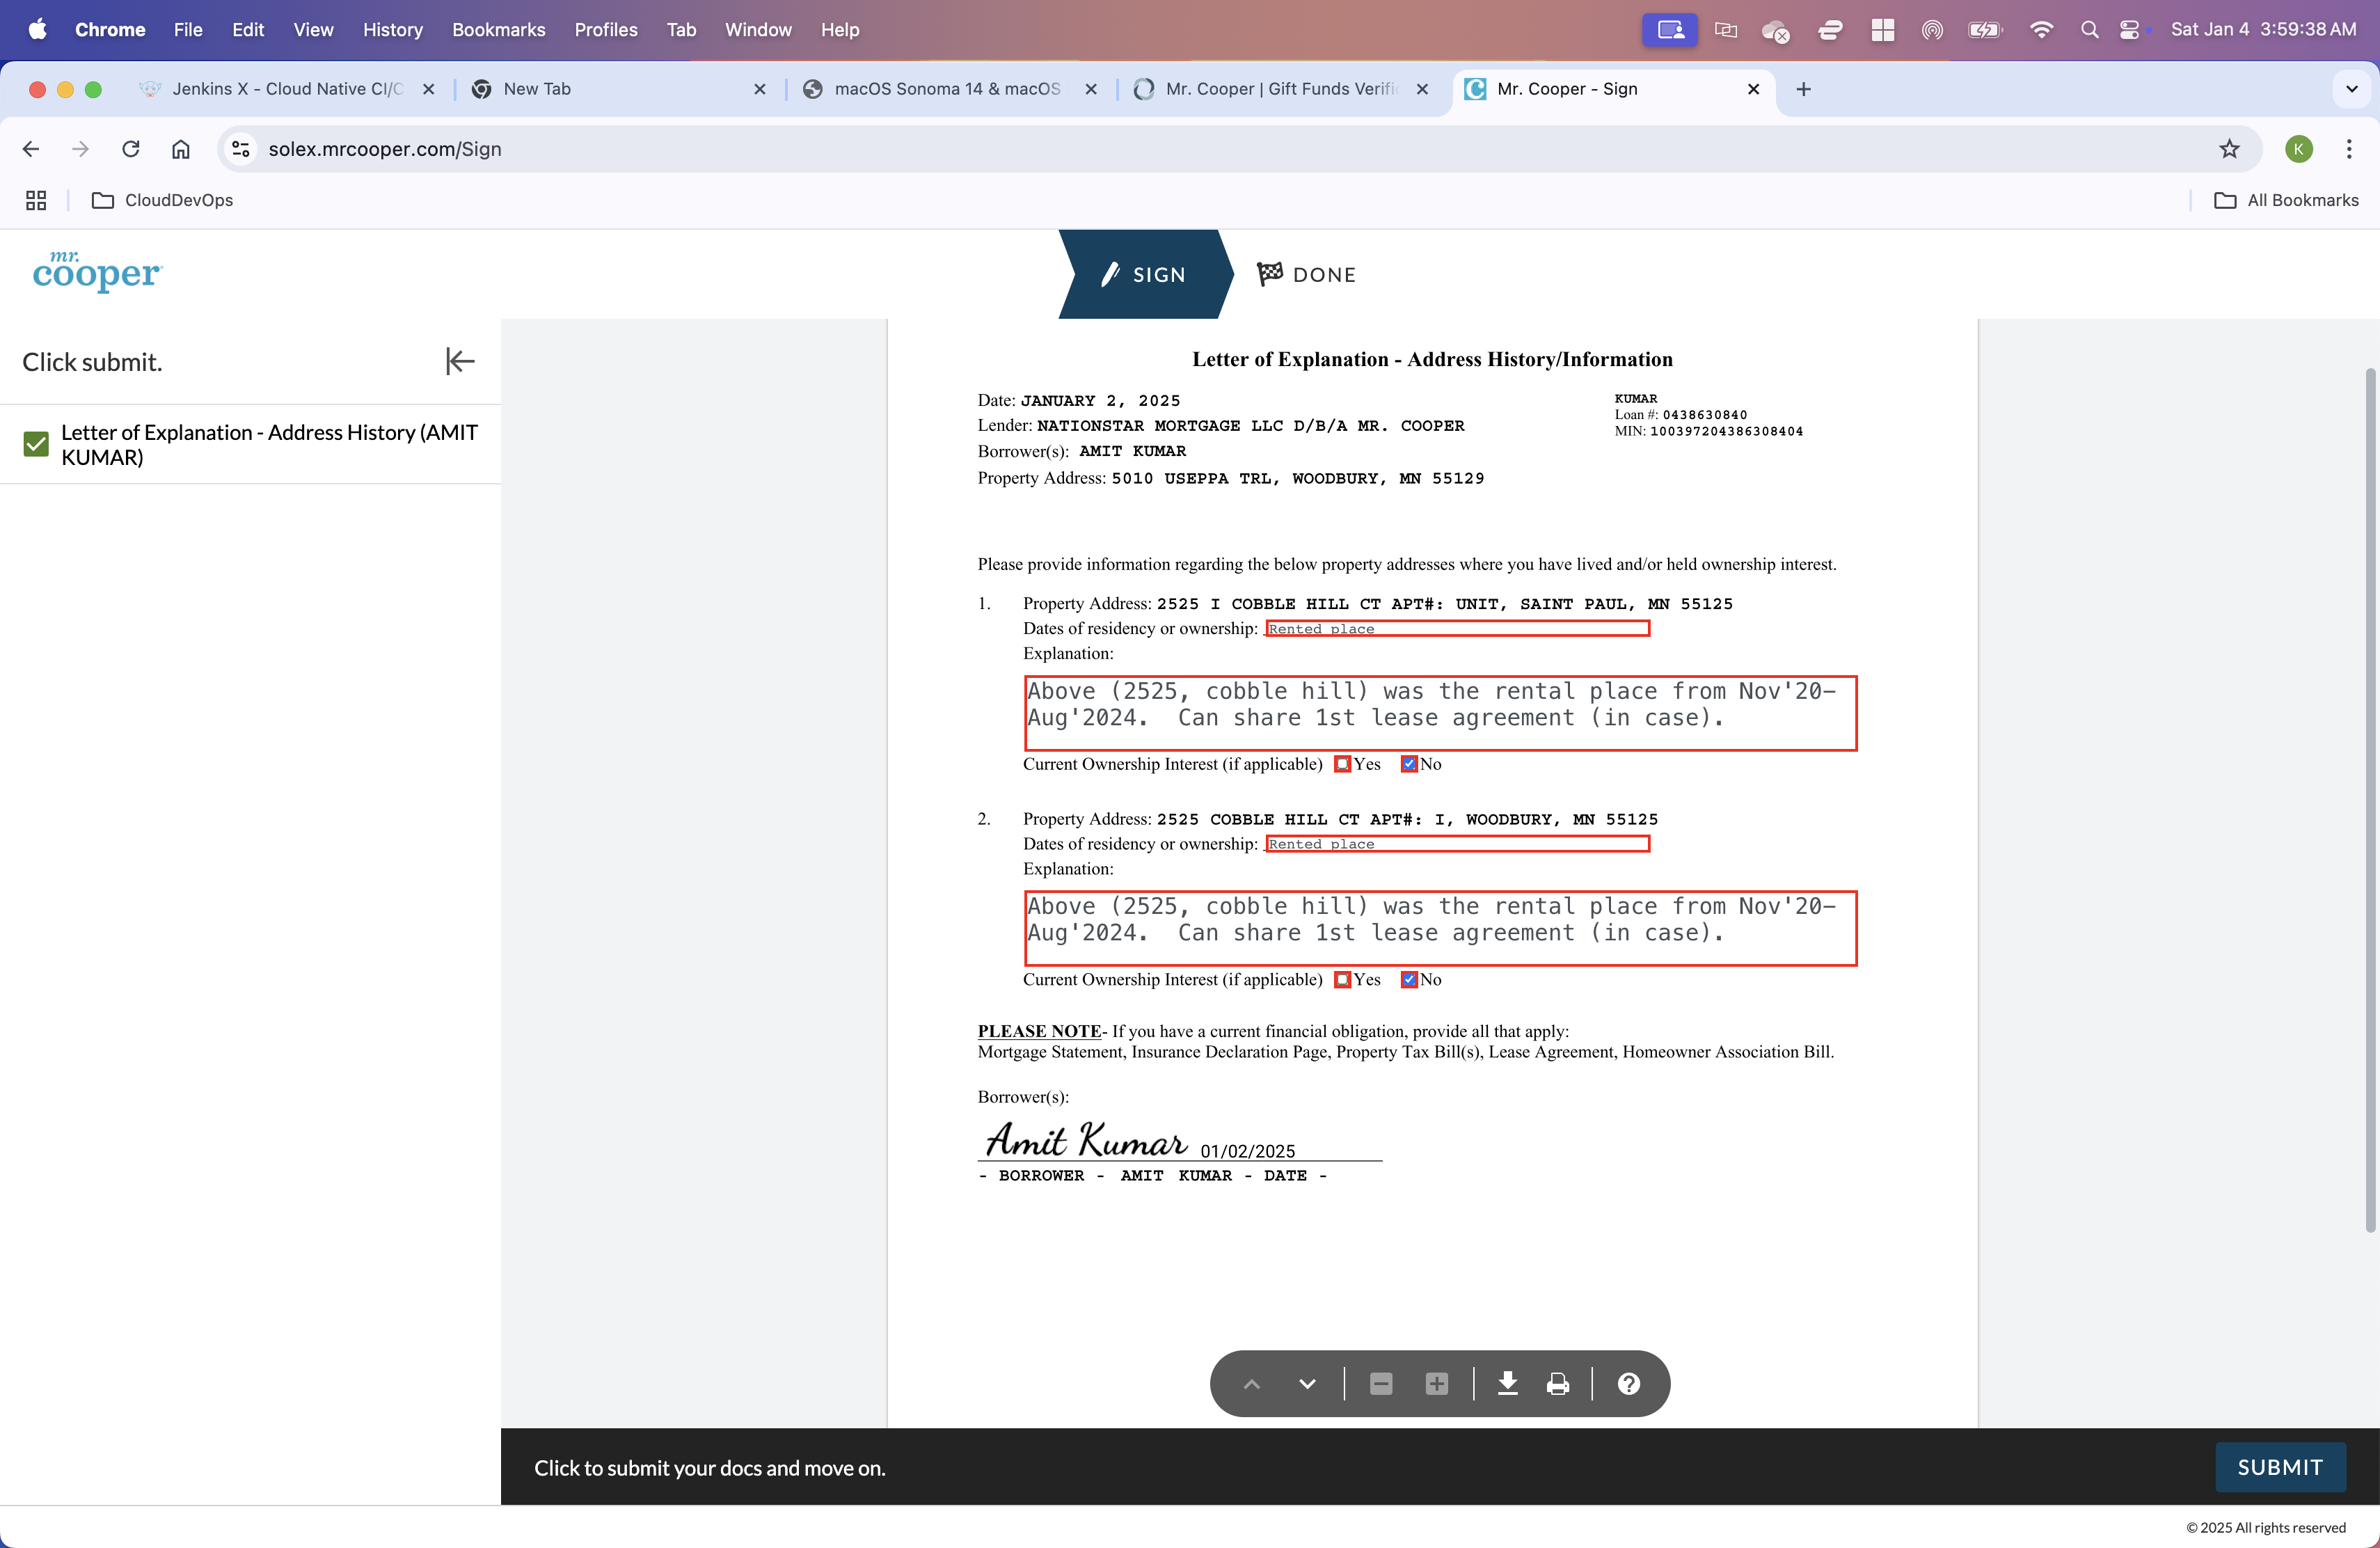 Chrome File Edit View History Bookmarks Profiles Tab Window Help Sat Jan 4 3:59:38 AM
Jenkins X - Cloud Native CI/C New Tab macOS Sonoma 14 & macOS Mr. Cooper | Gift Funds Verifi Mr. Cooper - Sign
solex.mrcooper.com/Sign K
CloudDevOps All Bookmarks
mr. cooper
SIGN DONE
Click submit.
Letter of Explanation - Address History (AMIT
KUMAR)
Letter of Explanation - Address History/Information
Date: JANUARY 2, 2025
Lender: NATIONSTAR MORTGAGE LLC D/B/A MR. COOPER
Borrower(s): AMIT KUMAR
Property Address: 5010 USEPPA TRL, WOODBURY, MN 55129
KUMAR
Loan #: 0438630840
MIN: 100397204386308404
Please provide information regarding the below property addresses where you have lived and/or held ownership interest.
1. Property Address: 2525 I COBBLE HILL CT APT#: UNIT, SAINT PAUL, MN 55125
Dates of residency or ownership: Rented place
Explanation:
Above (2525, cobble hill) was the rental place from Nov'20-
Aug'2024. Can share 1st lease agreement (in case).
Current Ownership Interest (if applicable) Yes No
2. Property Address: 2525 COBBLE HILL CT APT#: I, WOODBURY, MN 55125
Dates of residency or ownership: Rented place
Explanation:
Above (2525, cobble hill) was the rental place from Nov'20-
Aug'2024. Can share 1st lease agreement (in case).
Current Ownership Interest (if applicable) Yes No
PLEASE NOTE- If you have a current financial obligation, provide all that apply:
Mortgage Statement, Insurance Declaration Page, Property Tax Bill(s), Lease Agreement, Homeowner Association Bill.
Borrower(s):
Amit Kumar 01/02/2025
- BORROWER - AMIT KUMAR - DATE -
Click to submit your docs and move on. SUBMIT
© 2025 All rights reserved